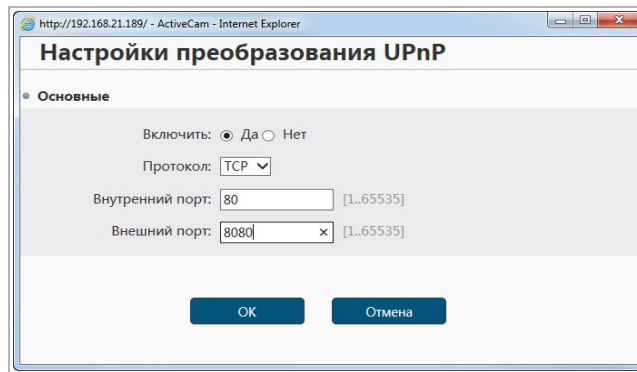 http://192.168.21.189/ - ActiveCam - Internet Explorer
Настройки преобразования UPnP
Основные
Включить: Да Нет
Протокол: TCP
Внутренний порт: 80 [1..65535]
Внешний порт: 8080 [1..65535]
OK Отмена